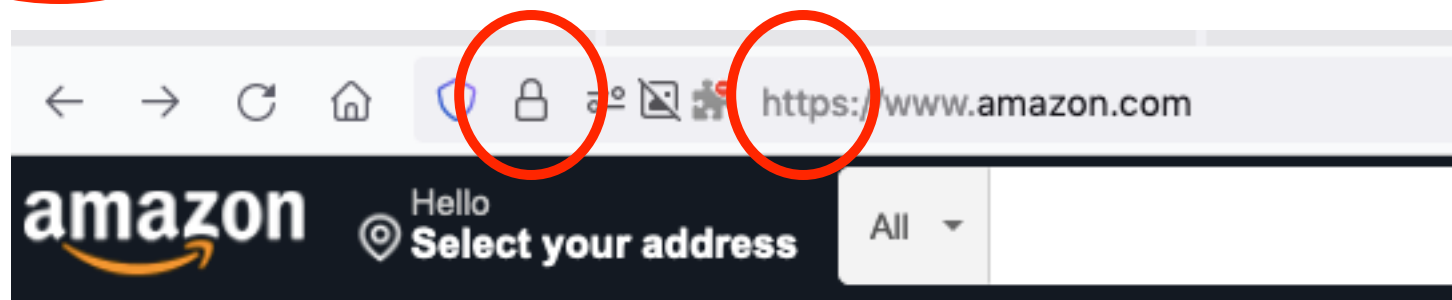 https://www.amazon.com
amazon
Hello
Select your address
All